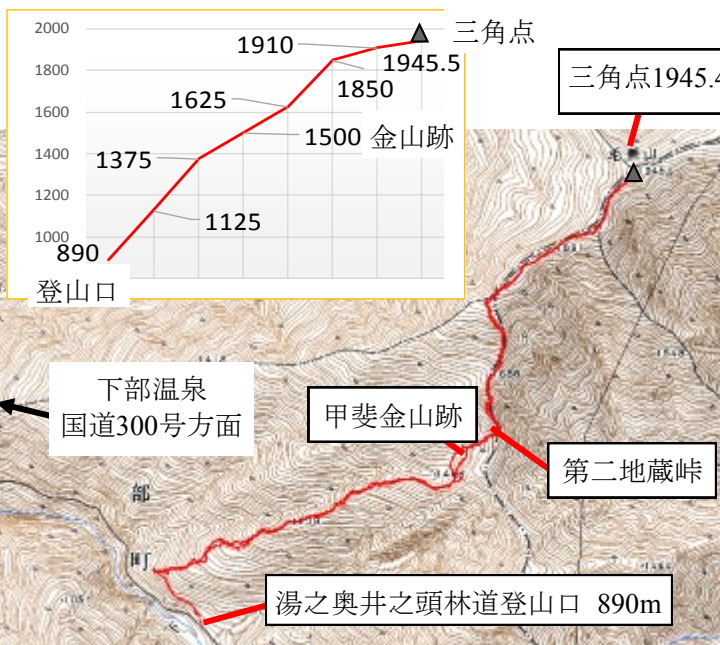 2000
1800
1600
1400
1200
1000
890
1125
1375
1500
1625
1850
1910
1945.5
三角点
金山跡
登山口
三角点1945.4
毛
山
下部温泉
国道300号方面
甲斐金山跡
第二地蔵峠
部
町
湯之奥井之頭林道登山口 890m